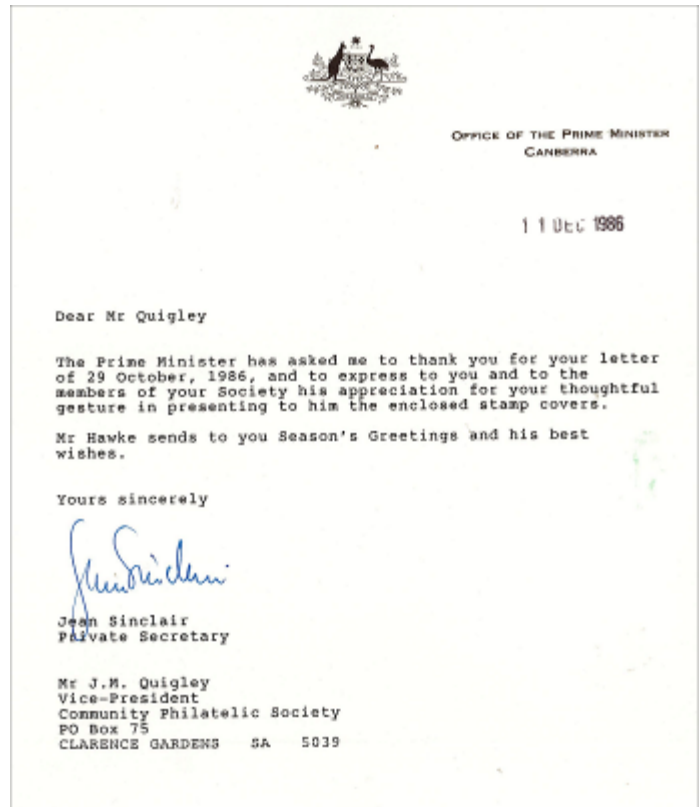 OFFICE OF THE PRIME MINISTER
CANBERRA
11 DEC 1986
Dear Mr Quigley
The Prime Minister has asked me to thank you for your letter
of 29 October, 1986, and to express to you and to the
members of your Society his appreciation for your thoughtful
gesture in presenting to him the enclosed stamp covers.
Mr Hawke sends to you Season's Greetings and his best
wishes.
Yours sincerely
Jean Sinclair
Jean Sinclair
Private Secretary
Mr J.M. Quigley
Vice-President
Community Philatelic Society
PO Box 75
CLARENCE GARDENS SA 5039